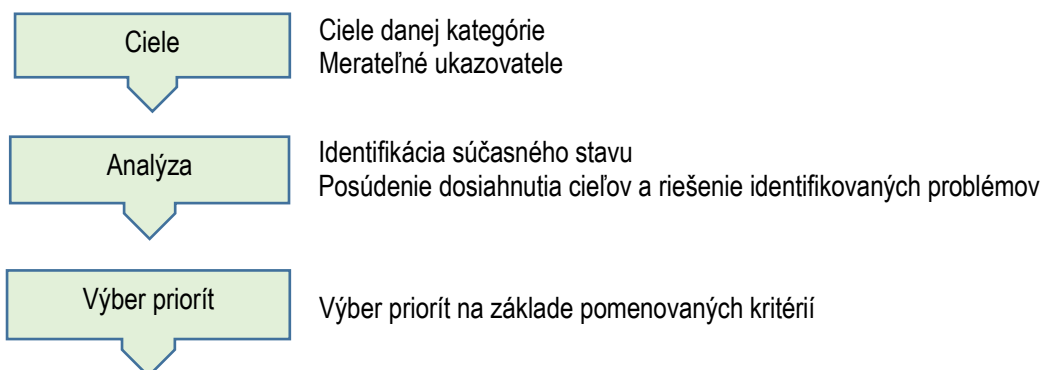 Ciele
Ciele danej kategórie
Merateľné ukazovatele
Analýza
Identifikácia súčasného stavu
Posúdenie dosiahnutia cieľov a riešenie identifikovaných problémov
Výber priorít
Výber priorít na základe pomenovaných kritérií